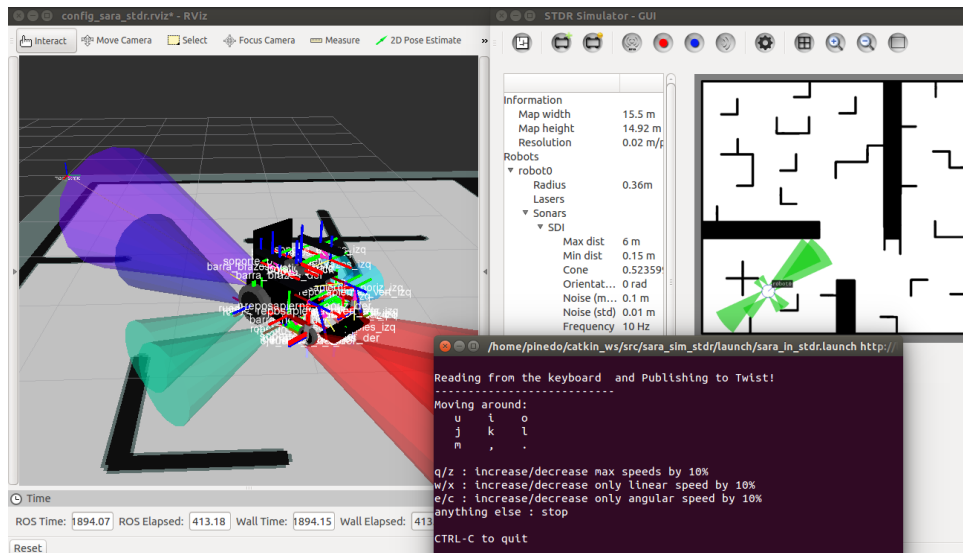 config_sara_stdr.rviz* - RViz
Interact Move Camera Select Focus Camera Measure 2D Pose Estimate »
barra_brazos
ROS Time: 1894.07 ROS Elapsed: 413.18 Wall Time: 1894.15 Wall Elapsed: 413
Time
Reset
STDR Simulator - GUI
Information
Map width 15.5 m
Map height 14.92 m
Resolution 0.02 m/p
Robots
robot0
Radius 0.36m
Lasers
Sonars
SDI
Max dist 6 m
Min dist 0.15 m
Cone 0.52359
Orientat... 0 rad
Noise (m... 0.1 m
Noise (std) 0.01 m
Frequency 10 Hz
robot0
/home/pinedo/catkin_ws/src/sara_sim_stdr/launch/sara_in_stdr.launch http://
Reading from the keyboard  and Publishing to Twist!
---------------------------
Moving around:
u i o
j k l
m , .
q/z : increase/decrease max speeds by 10%
w/x : increase/decrease only linear speed by 10%
e/c : increase/decrease only angular speed by 10%
anything else : stop
CTRL-C to quit